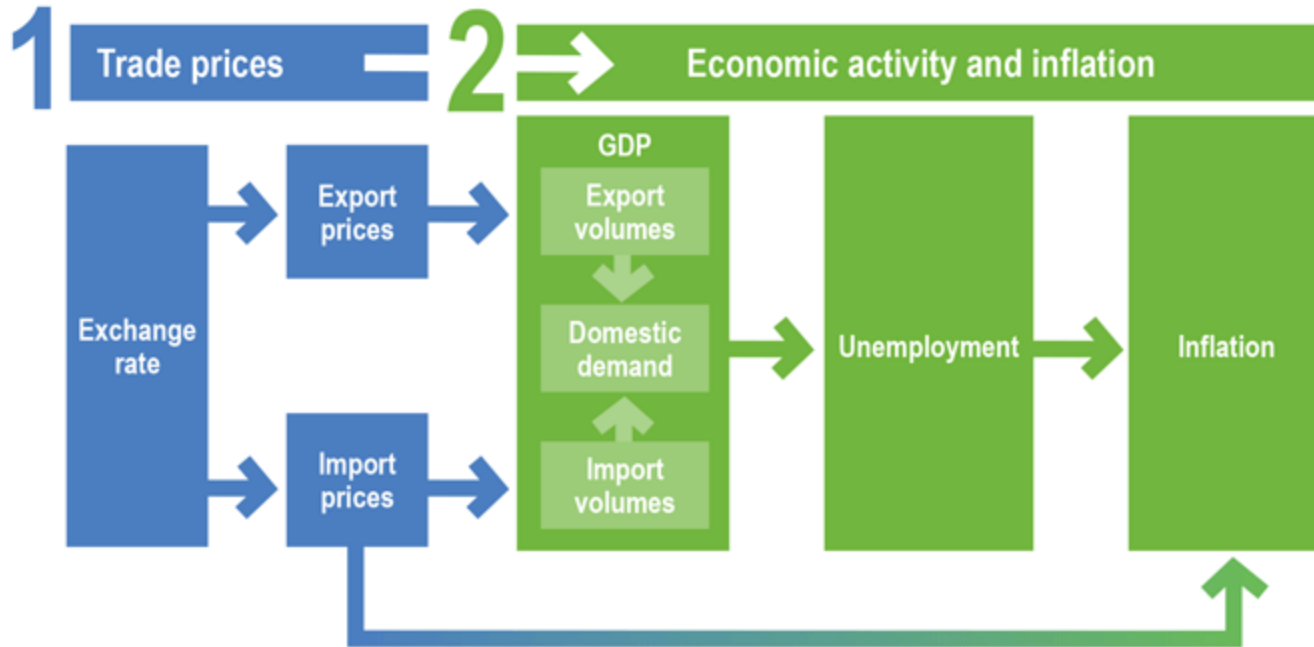 1
Trade prices
2
Economic activity and inflation
Exchange
rate
Export
prices
Import
prices
GDP
Export
volumes
Domestic
demand
Import
volumes
Unemployment
Inflation